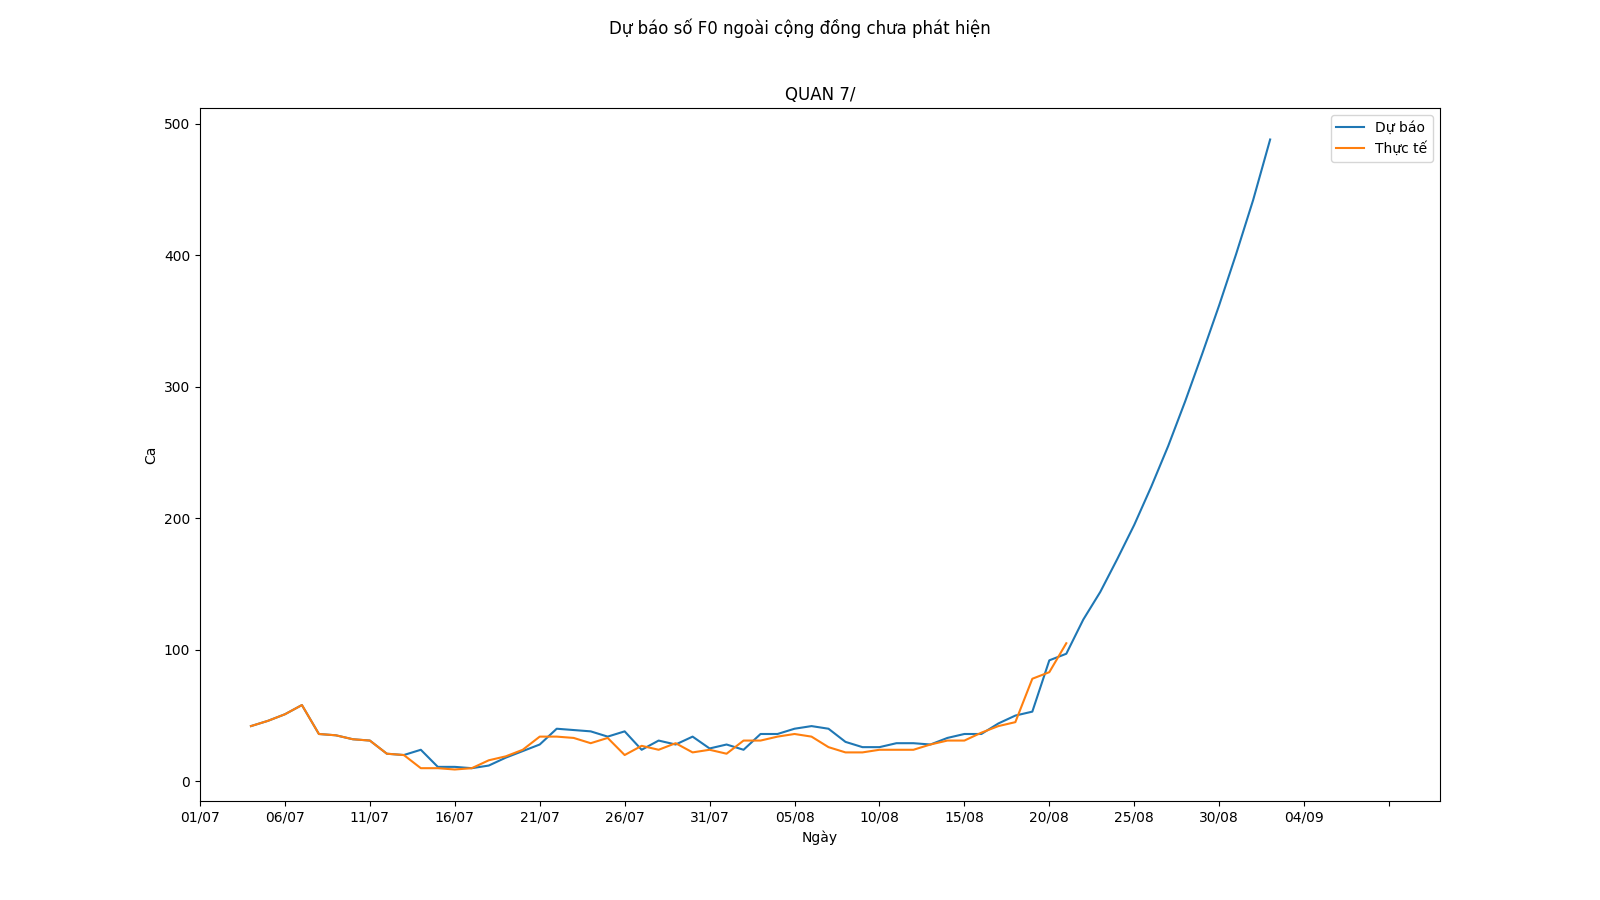 Dự báo số F0 ngoài cộng đồng chưa phát hiện
QUAN 7/
500
400
300
200
100
0
Ca
Dự báo
Thực tế
01/07 06/07 11/07 16/07 21/07 26/07 31/07 05/08 10/08 15/08 20/08 25/08 30/08 04/09
Ngày